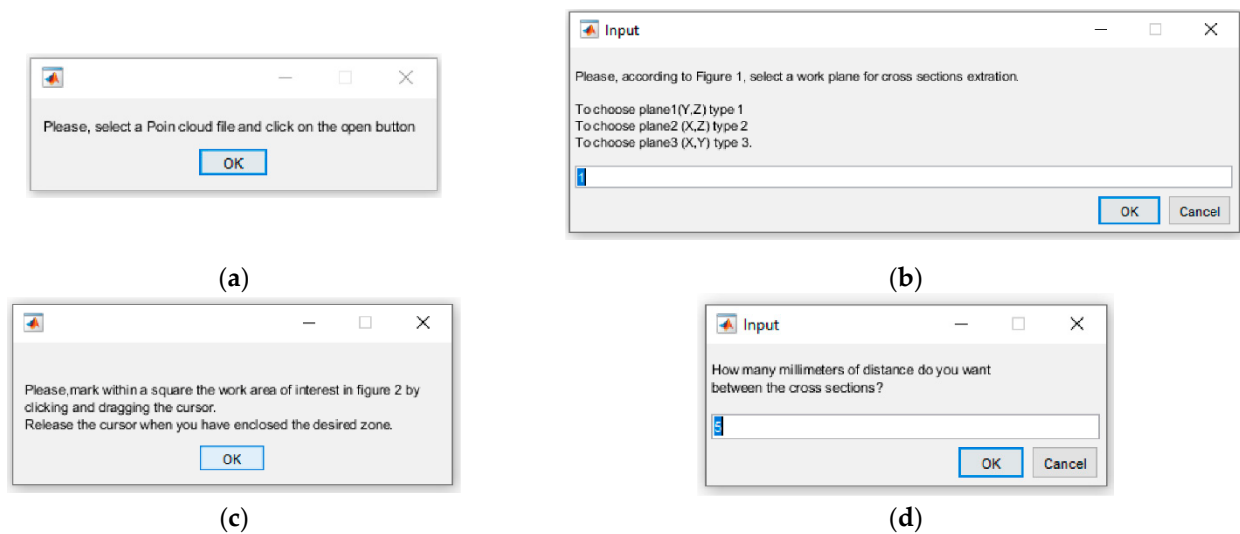 Please, select a Poin cloud file and click on the open button
OK
(a)
Input
Please, according to Figure 1, select a work plane for cross sections extration.
To choose plane1(Y,Z) type 1
To choose plane2 (X,Z) type 2
To choose plane3 (X,Y) type 3.
1
OK Cancel
(b)
Please,mark within a square the work area of interest in figure 2 by
clicking and dragging the cursor.
Release the cursor when you have enclosed the desired zone.
OK
(c)
Input
How many millimeters of distance do you want
between the cross sections?
5
OK Cancel
(d)